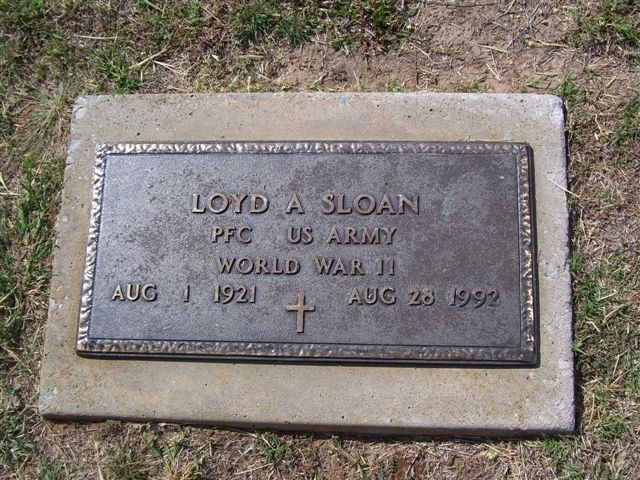 LOYD A SLOAN
PFC US ARMY
WORLD WAR II
AUG 1 1921 AUG 28 1992